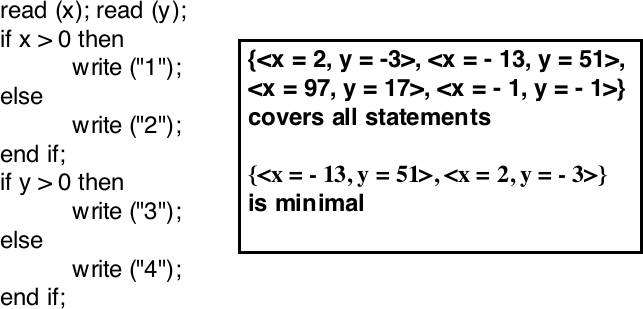 read (x); read (y);
if x > 0 then
write ("1");
else
write ("2");
end if;
if y > 0 then
write ("3");
else
write ("4");
end if;
{<x = 2, y = -3>, <x = - 13, y = 51>,
<x = 97, y = 17>, <x = - 1, y = - 1>}
covers all statements
{<x = - 13, y = 51>, <x = 2, y = - 3>}
is minimal